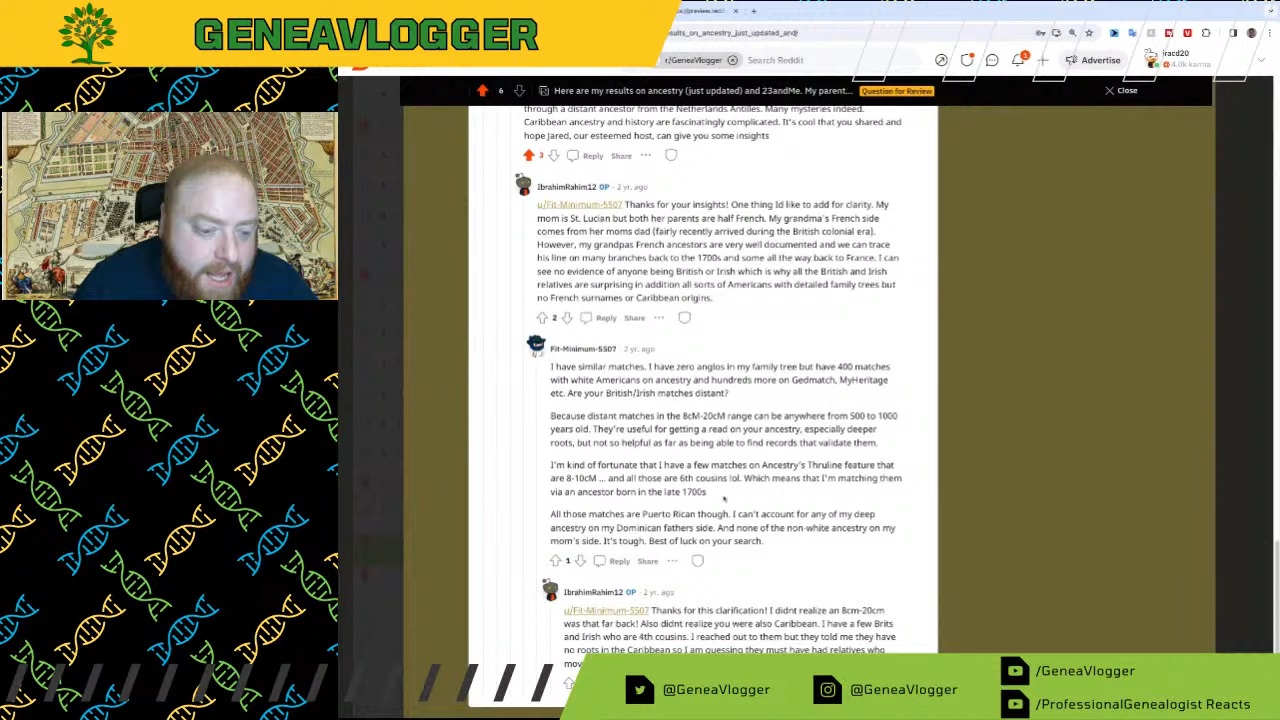 GENEAVLOGGER
esults_on_ancestry_just_updated_and/
r/GeneaVlogger
Search Reddit
1
Advertise
iracd20
4.0k karma
6
Here are my results on ancestry (just updated) and 23andMe. My parent...
Question for Review
Close
through a distant ancestor from the Netherlands Antilles. Many mysteries indeed.
Caribbean ancestry and history are fascinatingly complicated. It's cool that you shared and
hope Jared, our esteemed host, can give you some insights
3 Reply Share ...
IbrahimRahim12 OP · 2 yr. ago
u/Fit-Minimum-5507 Thanks for your insights! One thing Id like to add for clarity. My
mom is St. Lucian but both her parents are half French. My grandma's French side
comes from her moms dad (fairly recently arrived during the British colonial era).
However, my grandpas French ancestors are very well documented and we can trace
his line on many branches back to the 1700s and some all the way back to France. I can
see no evidence of anyone being British or Irish which is why all the British and Irish
relatives are surprising in addition all sorts of Americans with detailed family trees but
no French surnames or Caribbean origins.
2 Reply Share ...
Fit-Minimum-5507 · 2 yr. ago
I have similar matches. I have zero anglos in my family tree but have 400 matches
with white Americans on ancestry and hundreds more on Gedmatch, MyHeritage
etc. Are your British/Irish matches distant?
Because distant matches in the 8cM-20cM range can be anywhere from 500 to 1000
years old. They're useful for getting a read on your ancestry, especially deeper
roots, but not so helpful as far as being able to find records that validate them.
I'm kind of fortunate that I have a few matches on Ancestry's Thruline feature that
are 8-10cM ... and all those are 6th cousins lol. Which means that I'm matching them
via an ancestor born in the late 1700s
All those matches are Puerto Rican though. I can't account for any of my deep
ancestry on my Dominican fathers side. And none of the non-white ancestry on my
mom's side. It's tough. Best of luck on your search.
1 Reply Share ...
IbrahimRahim12 OP · 2 yr. ago
u/Fit-Minimum-5507 Thanks for this clarification! I didnt realize an 8cm-20cm
was that far back! Also didnt realize you were also Caribbean. I have a few Brits
and Irish who are 4th cousins. I reached out to them but they told me they have
no roots in the Caribbean so I am guessing they must have had relatives who
mov
@GeneaVlogger
@GeneaVlogger
/GeneaVlogger
/ProfessionalGenealogist Reacts